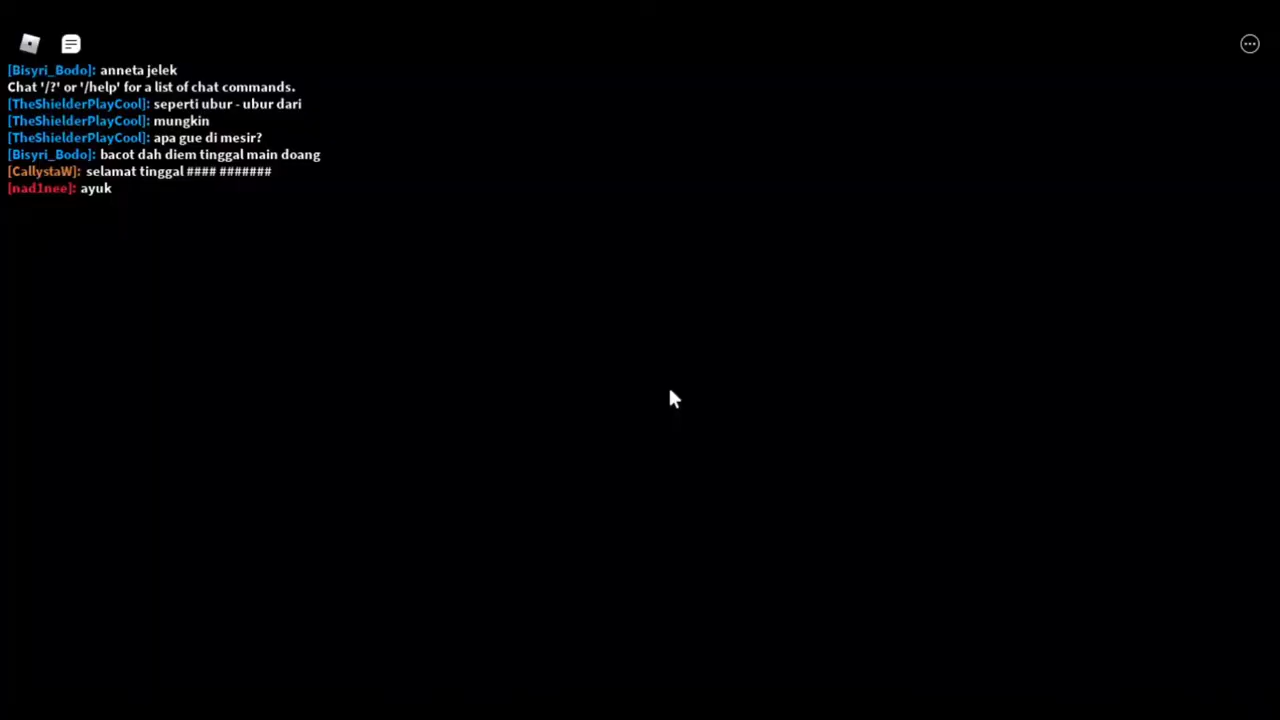 [Bisyri_Bodo]: anneta jelek
Chat '/?' or '/help' for a list of chat commands.
[TheShielderPlayCool]: seperti ubur - ubur dari
[TheShielderPlayCool]: mungkin
[TheShielderPlayCool]: apa gue di mesir?
[Bisyri_Bodo]: bacot dah diem tinggal main doang
[CallystaW]: selamat tinggal #### #######
[nad1nee]: ayuk